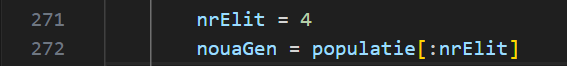 271 nrElit = 4
272 nouaGen = populatie[:nrElit]